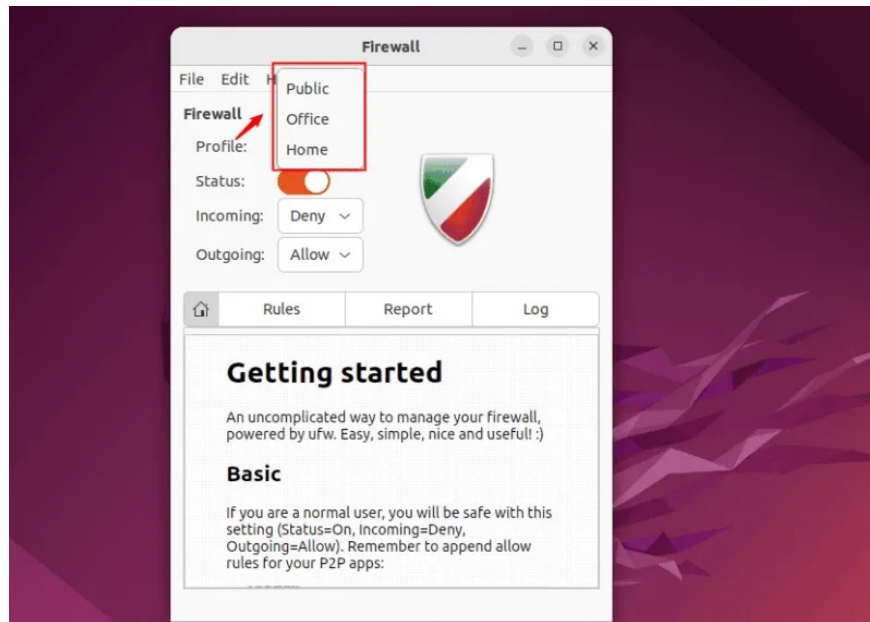 Firewall
File Edit H
Public
Firewall
Office
Profile:
Home
Status:
Incoming: Deny
Outgoing: Allow
Rules Report Log
Getting started
An uncomplicated way to manage your firewall,
powered by ufw. Easy, simple, nice and useful! :)
Basic
If you are a normal user, you will be safe with this
setting (Status=On, Incoming=Deny,
Outgoing=Allow). Remember to append allow
rules for your P2P apps: